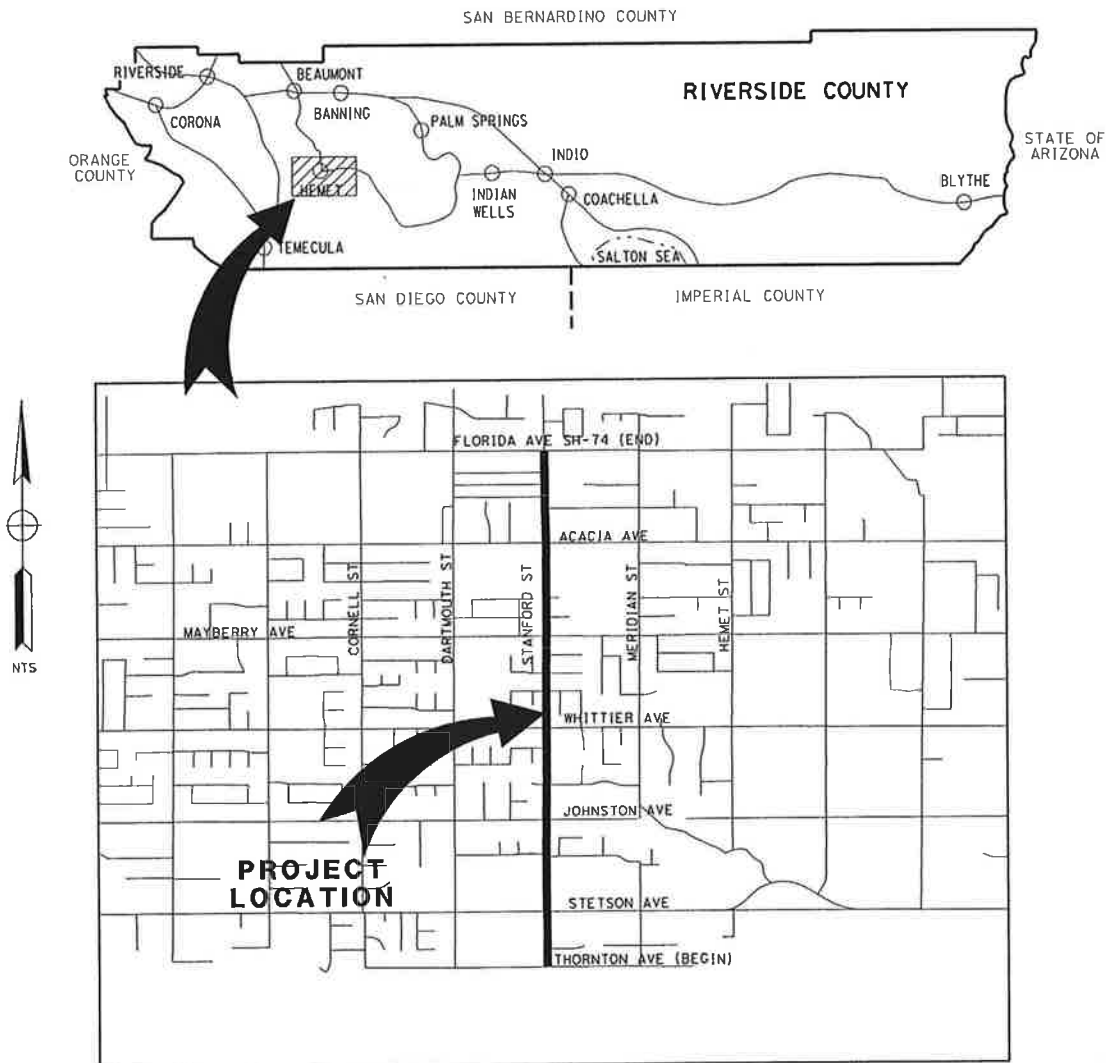 SAN BERNARDINO COUNTY
RIVERSIDE
BEAUMONT
RIVERSIDE COUNTY
CORONA
BANNING
PALM SPRINGS
STATE OF
ARIZONA
ORANGE
COUNTY
INDIO
HEMET
INDIAN
WELLS
COACHELLA
BLYTHE
TEMECULA
SALTON SEA
SAN DIEGO COUNTY
IMPERIAL COUNTY
FLORIDA AVE SH-74 (END)
ACACIA AVE
CORNELL ST
DARTMOUTH ST
STANFORD ST
MERIDIAN ST
HEMET ST
MAYBERRY AVE
NTS
WHITTIER AVE
JOHNSTON AVE
PROJECT
LOCATION
STETSON AVE
THORNTON AVE (BEGIN)